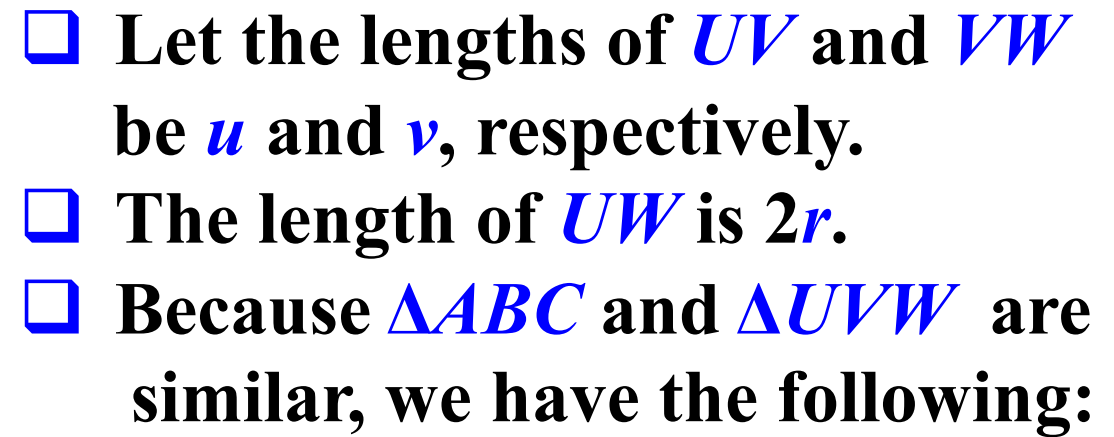 ❑ Let the lengths of UV and VW
be u and v, respectively.
❑ The length of UW is 2r.
❑ Because ΔABC and ΔUVW are
similar, we have the following: